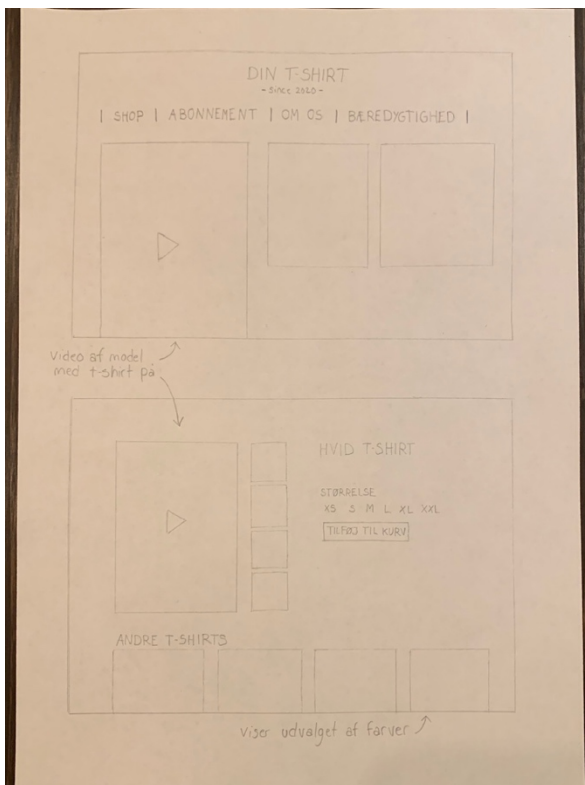 DIN T-SHIRT
- Since 2020 -
| SHOP | ABONNEMENT | OM OS | BÆREDYGTIGHED |
Video af model
med t-shirt på
HVID T-SHIRT
STØRRELSE
XS S M L XL XXL
TILFØJ TIL KURV
ANDRE T-SHIRTS
Viser udvalget af farver